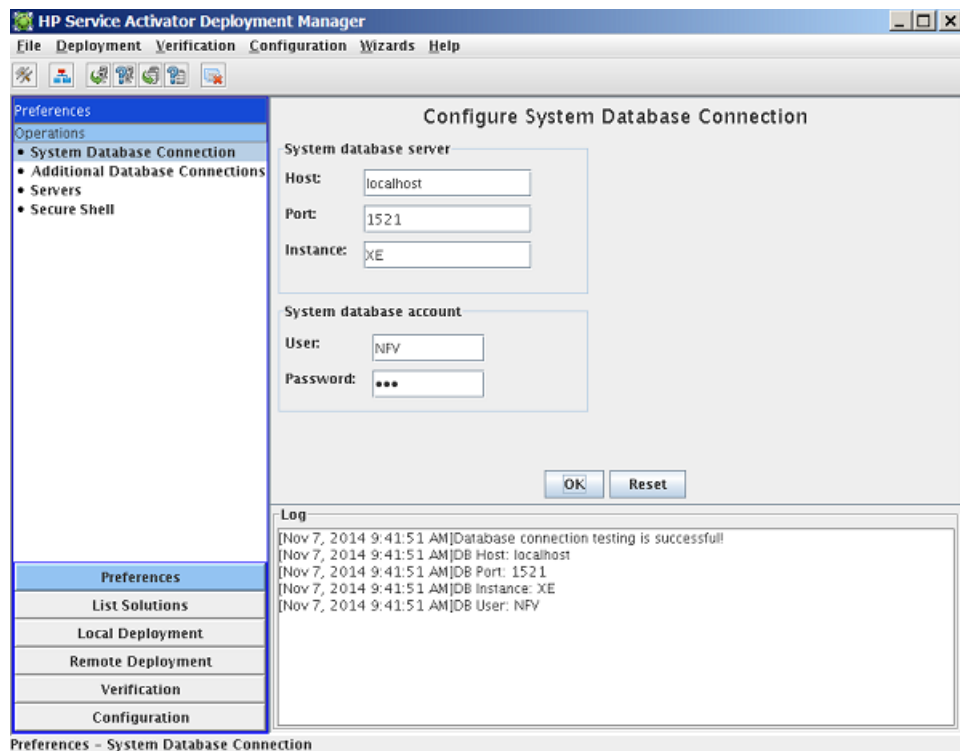 HP Service Activator Deployment Manager
File Deployment Verification Configuration Wizards Help
Preferences
Operations
• System Database Connection
• Additional Database Connections
• Servers
• Secure Shell
Preferences
List Solutions
Local Deployment
Remote Deployment
Verification
Configuration
Configure System Database Connection
System database server
Host: localhost
Port: 1521
Instance: XE
System database account
User: NFV
Password: •••
OK Reset
Log
[Nov 7, 2014 9:41:51 AM]Database connection testing is successful!
[Nov 7, 2014 9:41:51 AM]DB Host: localhost
[Nov 7, 2014 9:41:51 AM]DB Port: 1521
[Nov 7, 2014 9:41:51 AM]DB Instance: XE
[Nov 7, 2014 9:41:51 AM]DB User: NFV
Preferences - System Database Connection